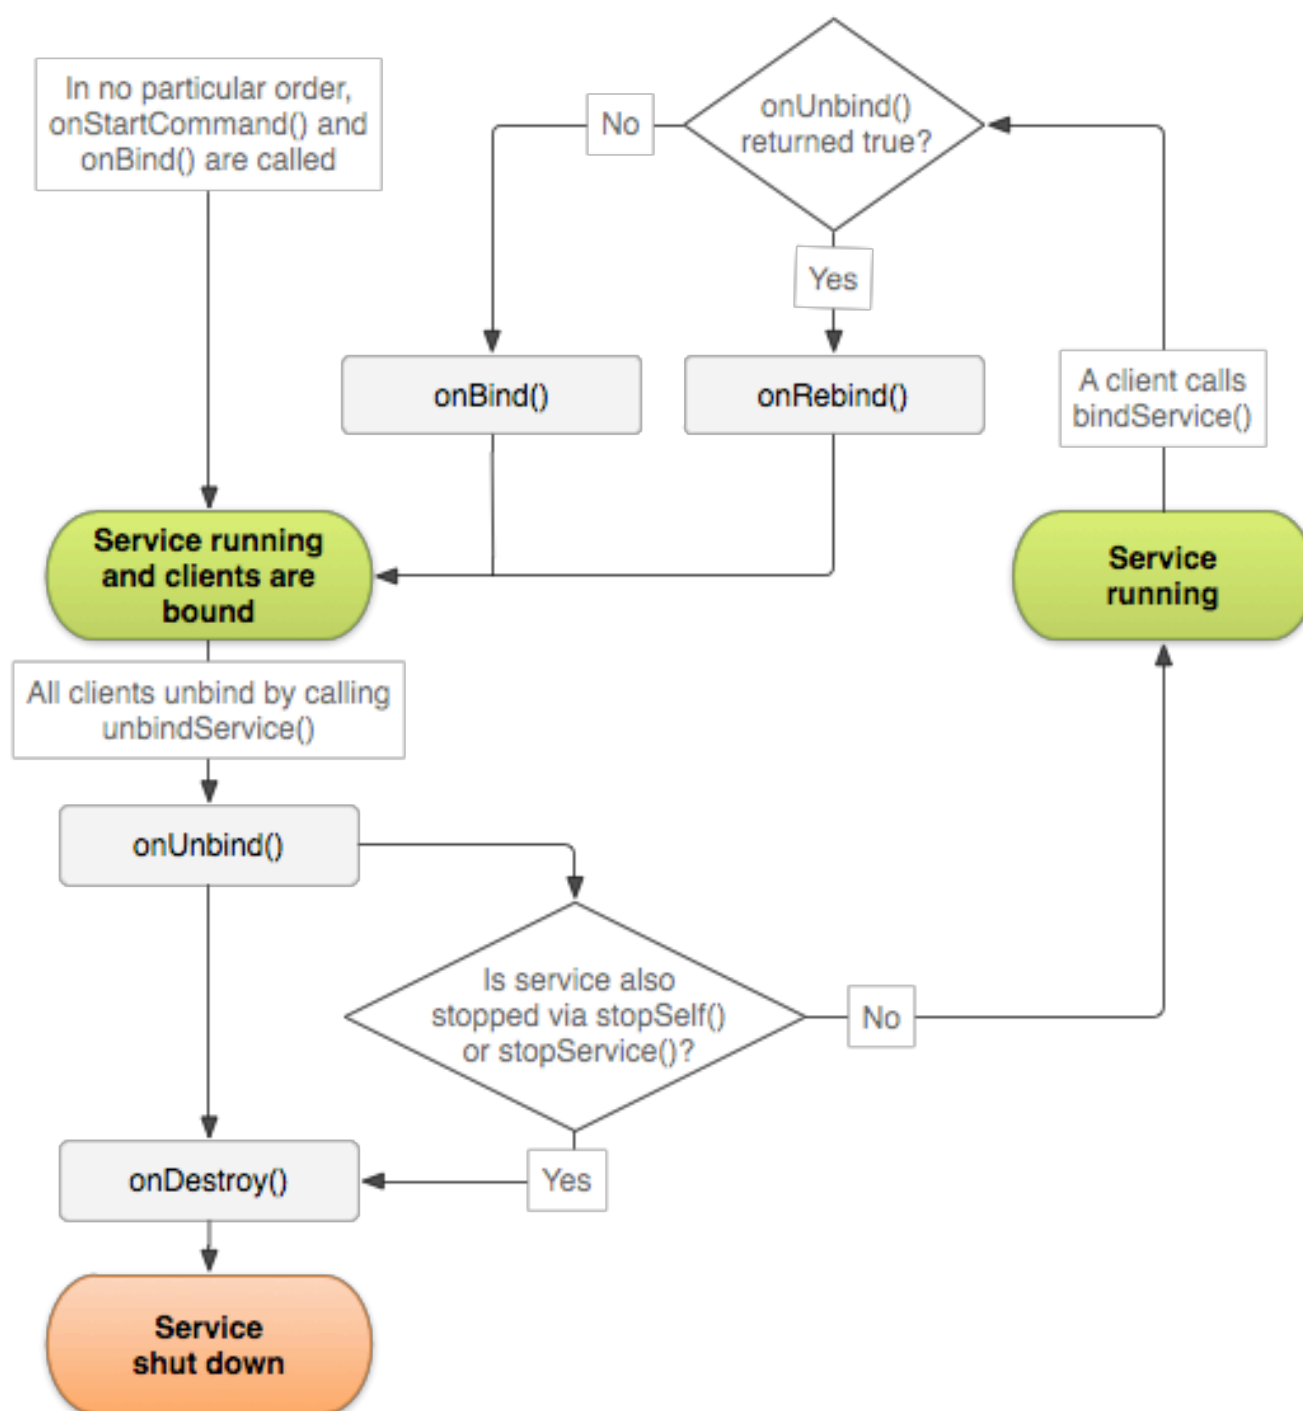 In no particular order,
onStartCommand() and
onBind() are called
onUnbind()
returned true?
No
Yes
onBind()
onRebind()
A client calls
bindService()
Service running
and clients are
bound
Service
running
All clients unbind by calling
unbindService()
onUnbind()
Is service also
stopped via stopSelf()
or stopService()?
No
Yes
onDestroy()
Service
shut down